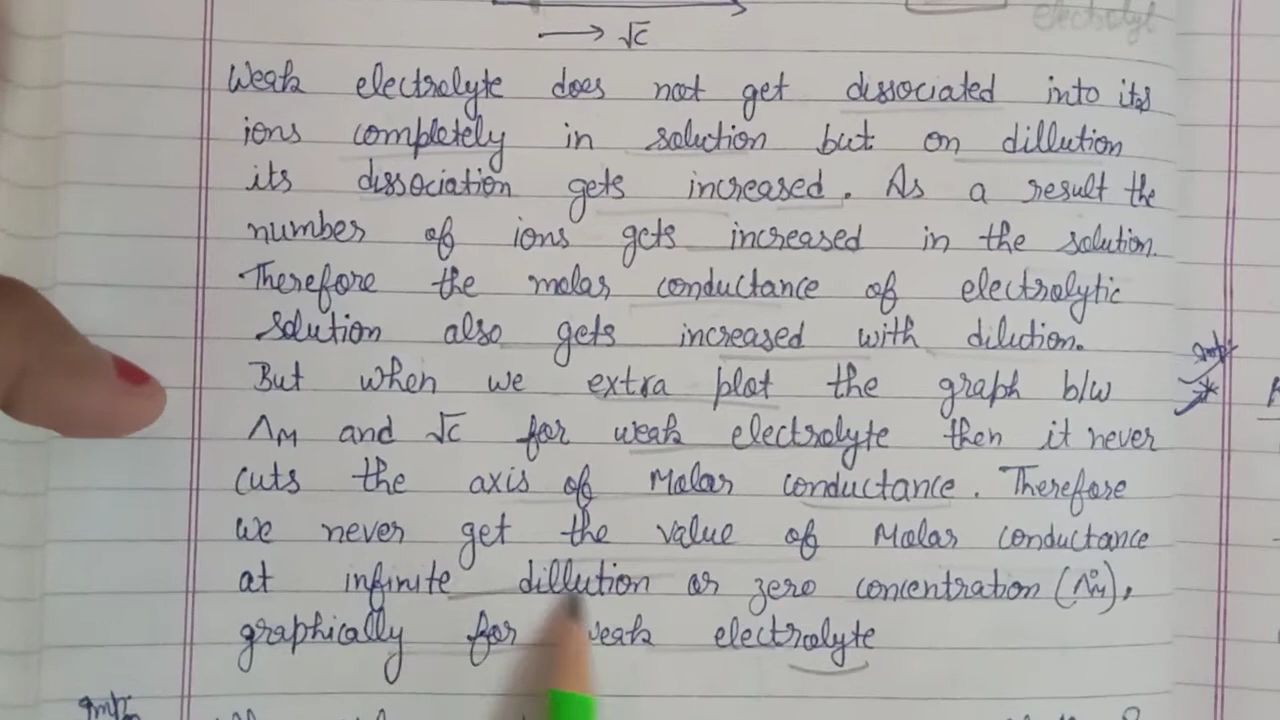 → √C
Weak electrolyte does not get dissociated into its
ions completely in solution but on dillution
its dissociation gets increased. As a result the
number of ions gets increased in the solution.
Therefore the molar conductance of electrolytic
solution also gets increased with dilution.
But when we extra plot the graph b/w
ΛM and √C for weak electrolyte then it never
cuts the axis of Molar conductance. Therefore
we never get the value of Molar conductance
at infinite dillution or zero concentration (Λ°M),
graphically for weak electrolyte